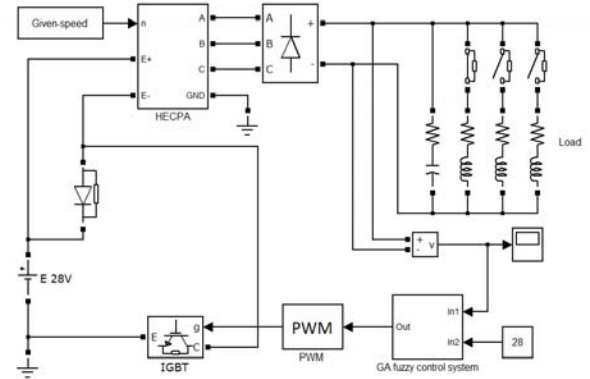 Given-speed
n
A
A
+
E+
B
B
C
C
-
E-
GND
HECPA
Load
+
-
v
E 28V
E
g
C
IGBT
PWM
PWM
Out
In1
In2
28
GA fuzzy control system
+